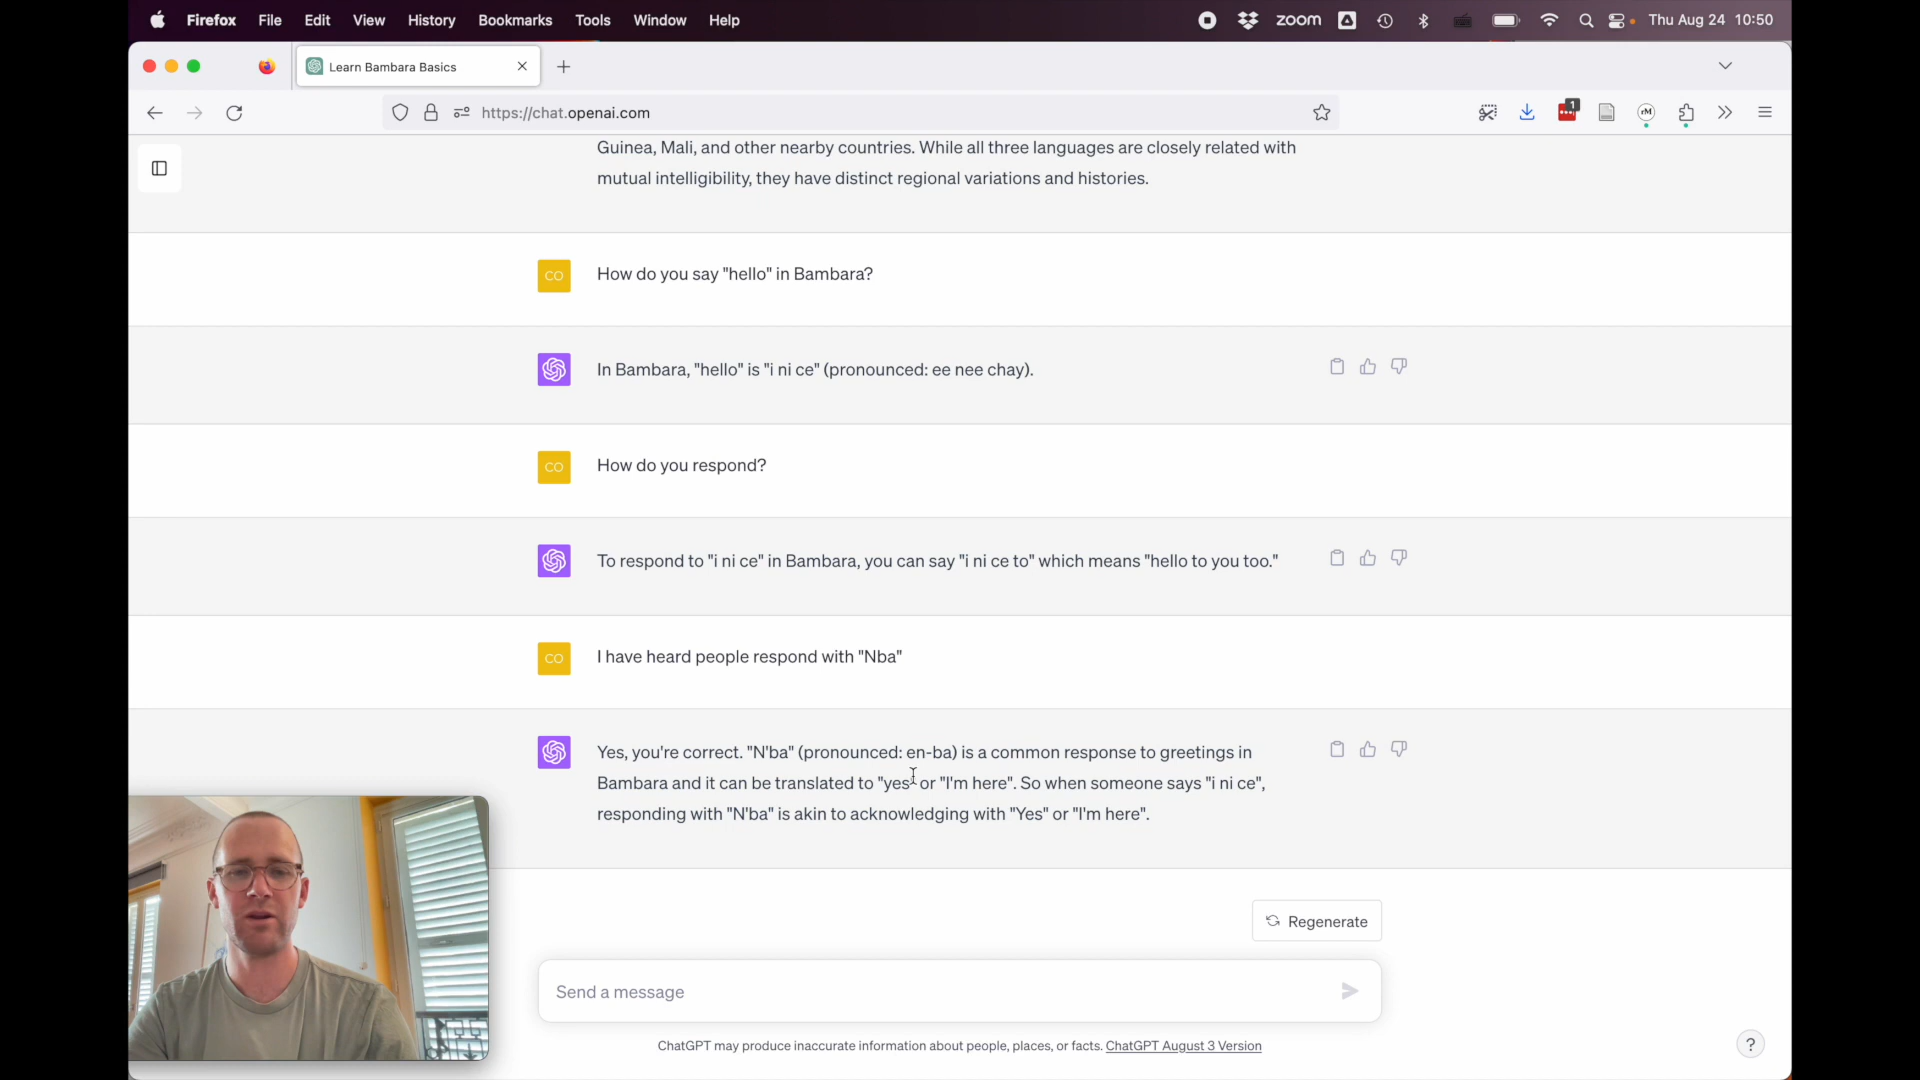 Firefox File Edit View History Bookmarks Tools Window Help zoom Thu Aug 24 10:50
Learn Bambara Basics
https://chat.openai.com 1 rM
Guinea, Mali, and other nearby countries. While all three languages are closely related with
mutual intelligibility, they have distinct regional variations and histories.
CO How do you say "hello" in Bambara?
In Bambara, "hello" is "i ni ce" (pronounced: ee nee chay).
CO How do you respond?
To respond to "i ni ce" in Bambara, you can say "i ni ce to" which means "hello to you too."
CO I have heard people respond with "Nba"
Yes, you're correct. "N'ba" (pronounced: en-ba) is a common response to greetings in
Bambara and it can be translated to "yes" or "I'm here". So when someone says "i ni ce",
responding with "N'ba" is akin to acknowledging with "Yes" or "I'm here".
Regenerate
Send a message
ChatGPT may produce inaccurate information about people, places, or facts. ChatGPT August 3 Version
?